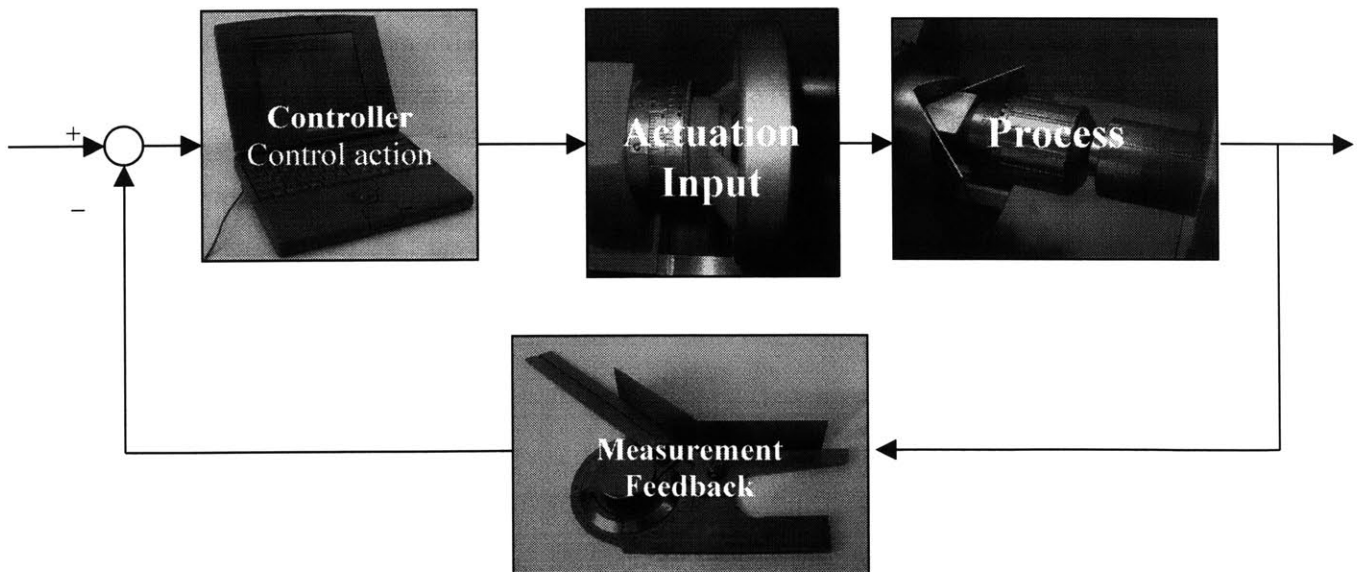 +
−
Controller
Control action
Actuation
Input
Process
Measurement
Feedback